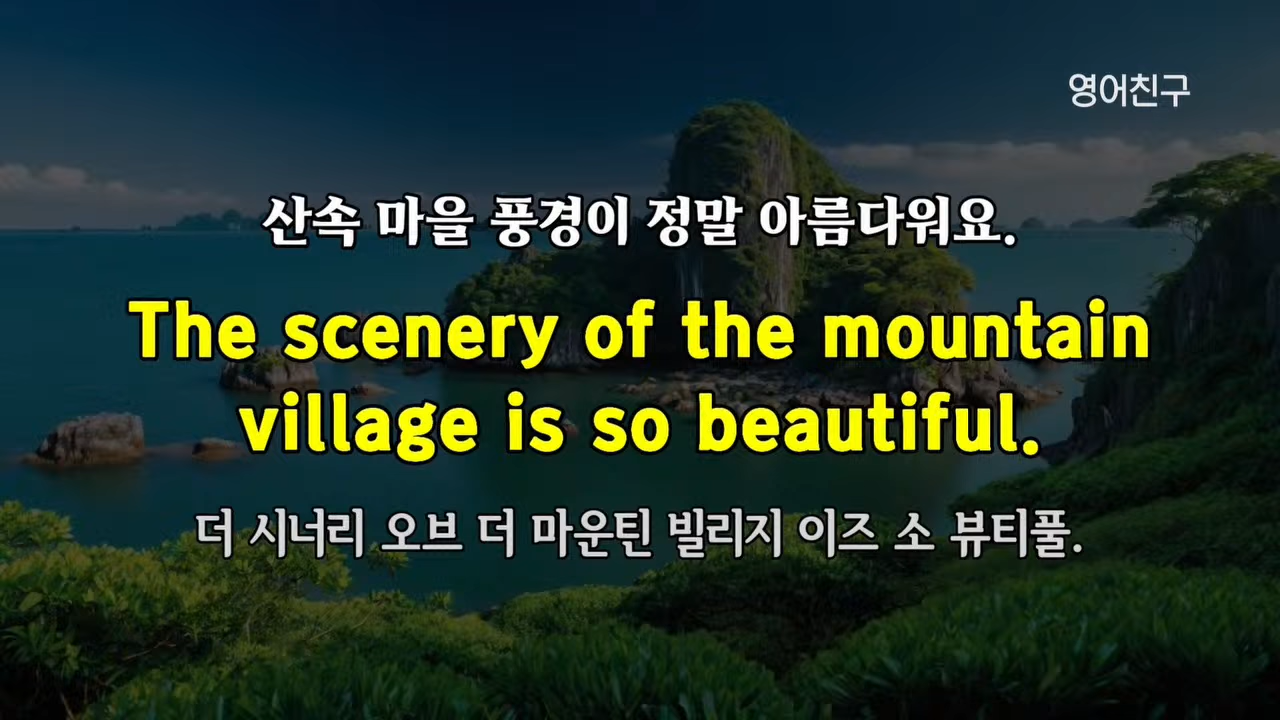 영어친구
산속 마을 풍경이 정말 아름다워요.
The scenery of the mountain
village is so beautiful.
더 시너리 오브 더 마운틴 빌리지 이즈 소 뷰티풀.